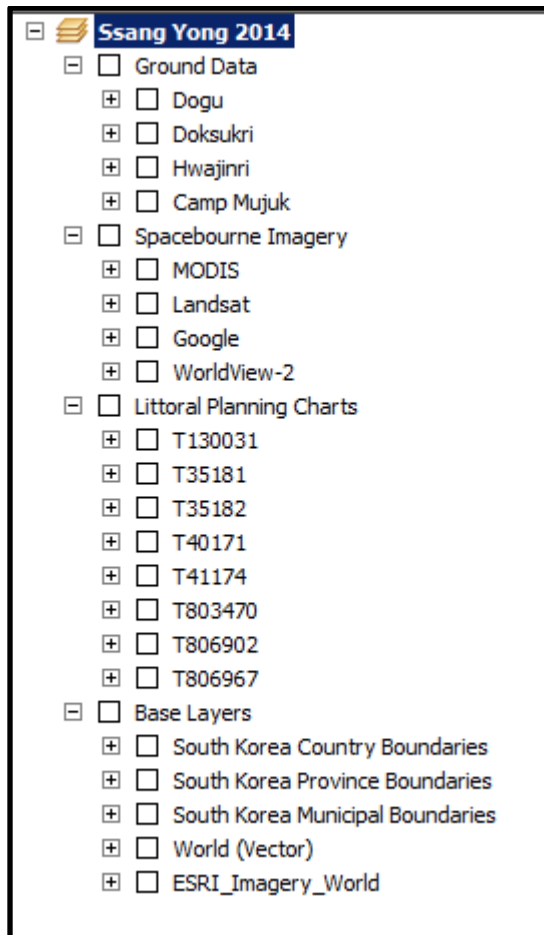 Ssang Yong 2014
Ground Data
Dogu
Doksukri
Hwajinri
Camp Mujuk
Spacebourne Imagery
MODIS
Landsat
Google
WorldView-2
Littoral Planning Charts
T130031
T35181
T35182
T40171
T41174
T803470
T806902
T806967
Base Layers
South Korea Country Boundaries
South Korea Province Boundaries
South Korea Municipal Boundaries
World (Vector)
ESRI_Imagery_World